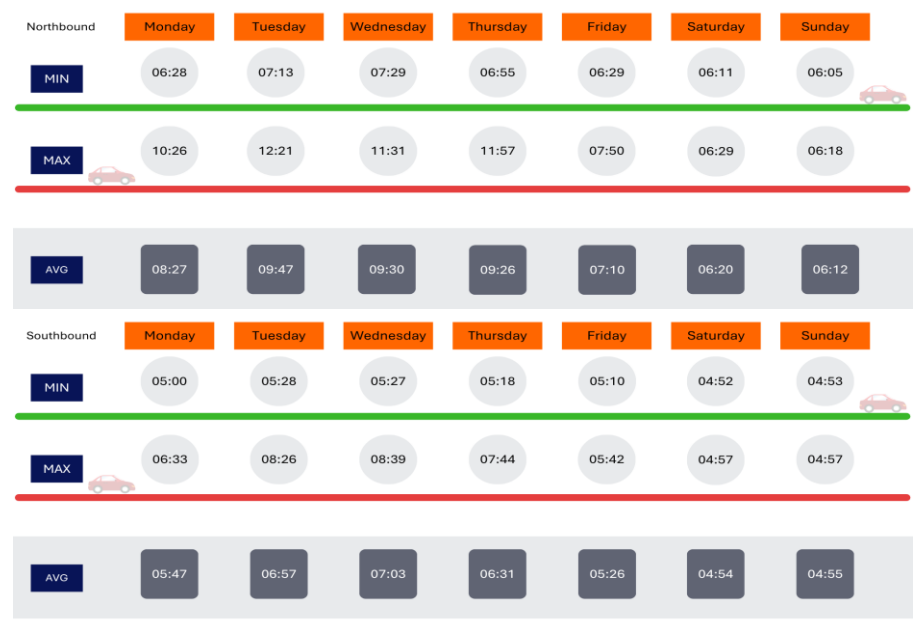 Northbound Monday Tuesday Wednesday Thursday Friday Saturday Sunday
MIN 06:28 07:13 07:29 06:55 06:29 06:11 06:05
MAX 10:26 12:21 11:31 11:57 07:50 06:29 06:18
AVG 08:27 09:47 09:30 09:26 07:10 06:20 06:12
Southbound Monday Tuesday Wednesday Thursday Friday Saturday Sunday
MIN 05:00 05:28 05:27 05:18 05:10 04:52 04:53
MAX 06:33 08:26 08:39 07:44 05:42 04:57 04:57
AVG 05:47 06:57 07:03 06:31 05:26 04:54 04:55